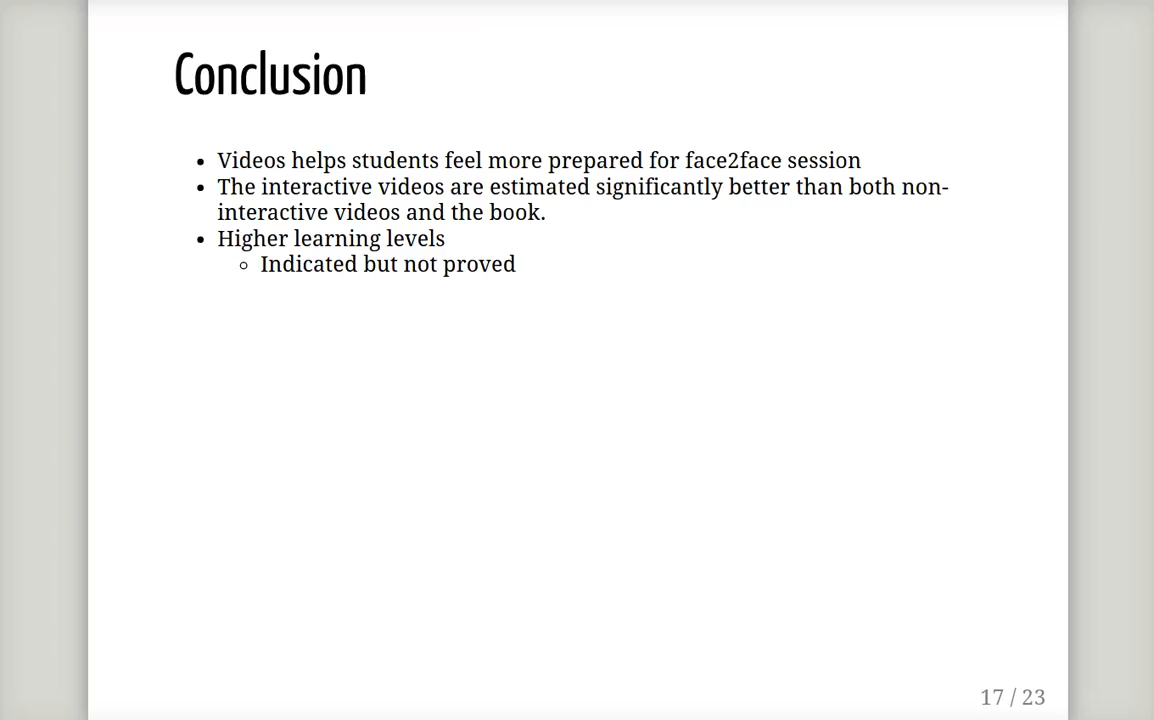 Conclusion
• Videos helps students feel more prepared for face2face session
• The interactive videos are estimated significantly better than both non-
interactive videos and the book.
• Higher learning levels
◦ Indicated but not proved
17 / 23